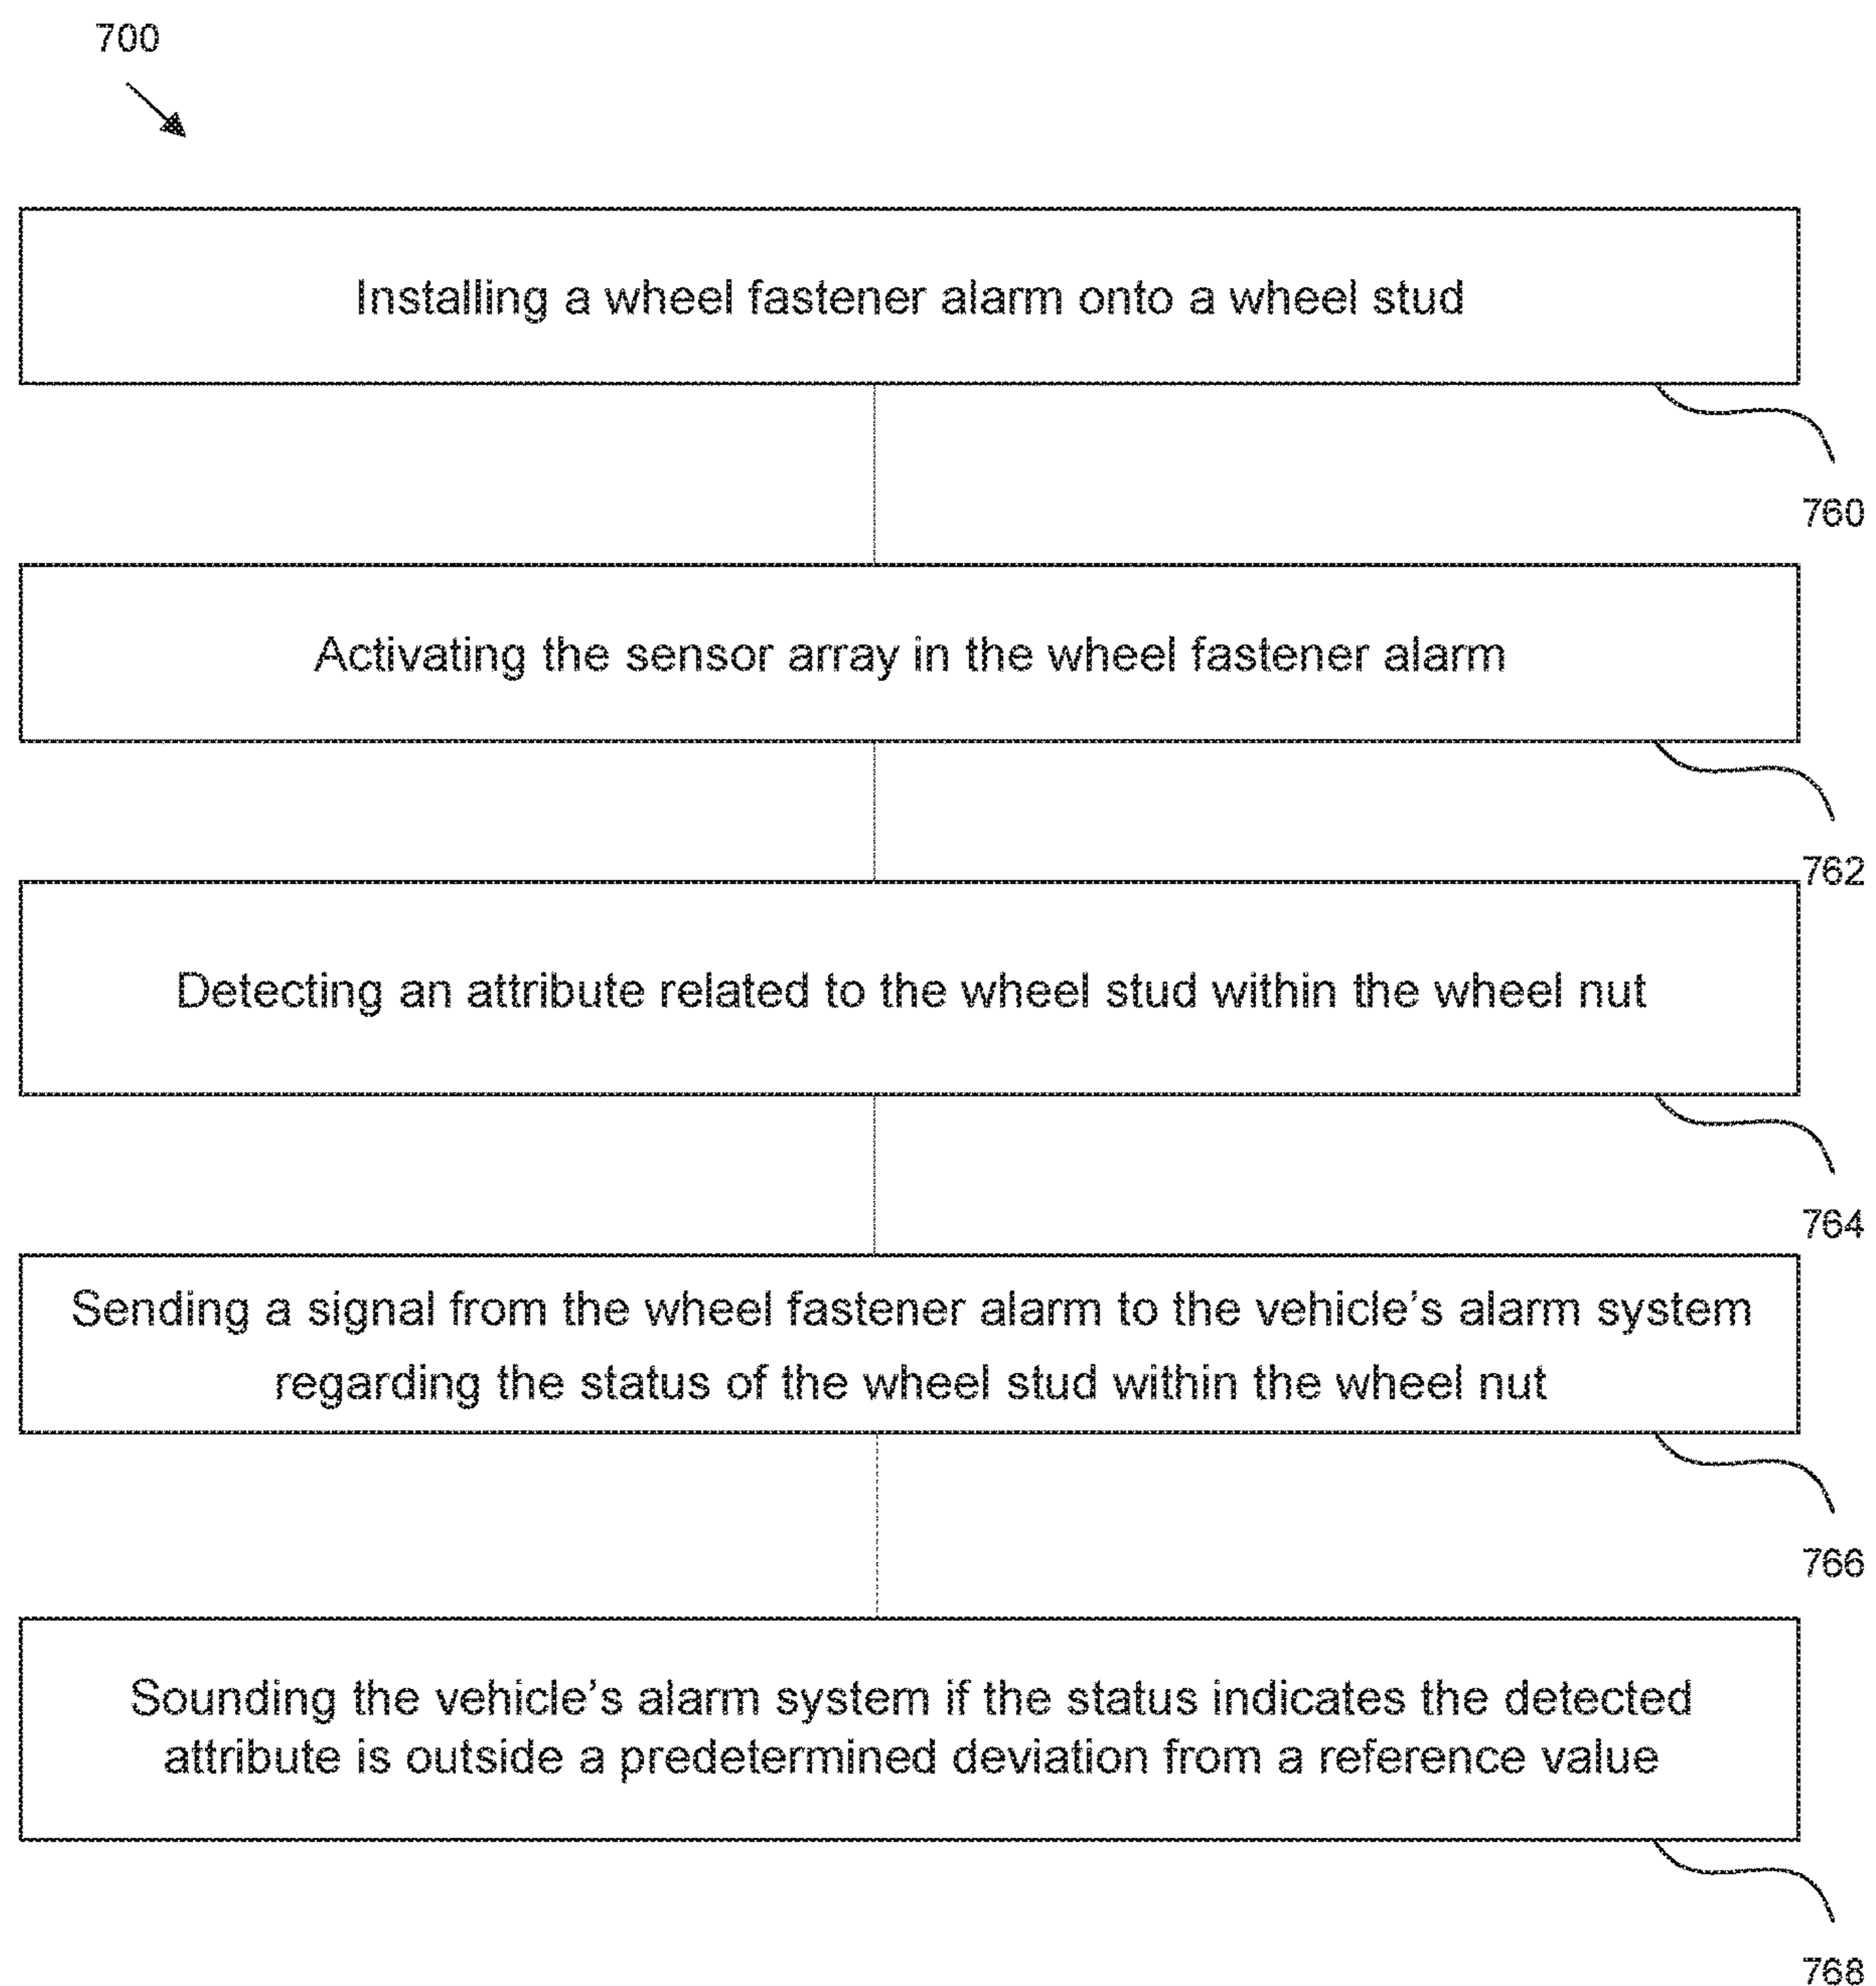 700
Installing a wheel fastener alarm onto a wheel stud
760
Activating the sensor array in the wheel fastener alarm
762
Detecting an attribute related to the wheel stud within the wheel nut
764
Sending a signal from the wheel fastener alarm to the vehicle’s alarm system
regarding the status of the wheel stud within the wheel nut
766
Sounding the vehicle’s alarm system if the status indicates the detected
attribute is outside a predetermined deviation from a reference value
768